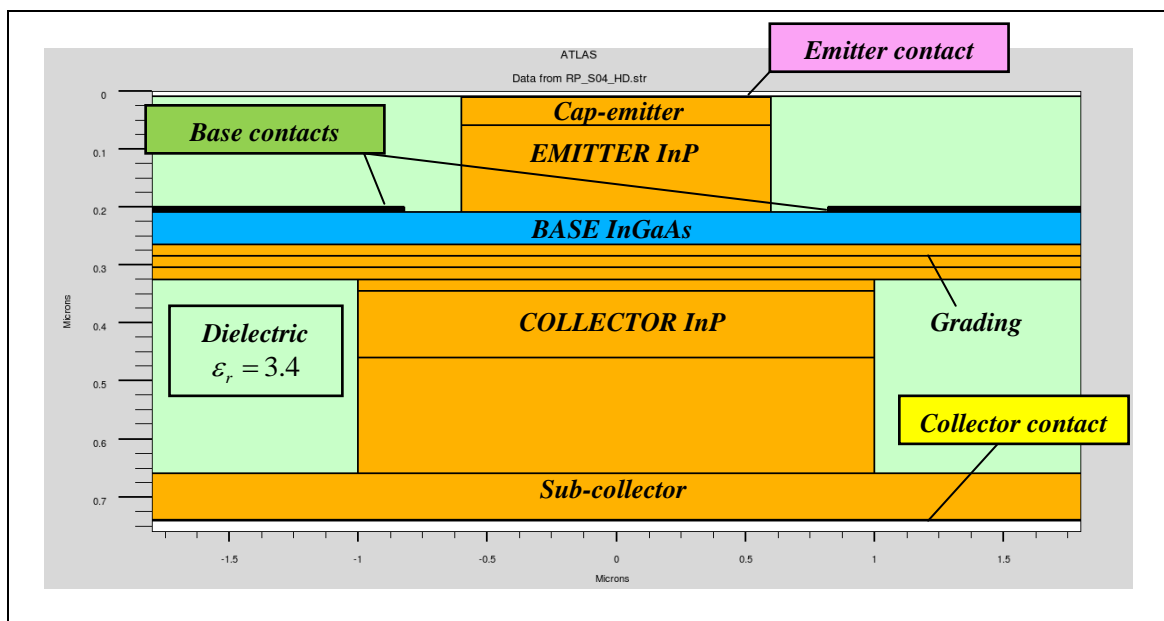 ATLAS
Data from RP_S04_HD.str
Emitter contact
Base contacts
Cap-emitter
EMITTER InP
BASE InGaAs
Grading
COLLECTOR InP
Dielectric
εr = 3.4
Collector contact
Sub-collector
0
0.1
0.2
0.3
0.4
0.5
0.6
0.7
Microns
-1.5
-1
-0.5
0
0.5
1
1.5
Microns